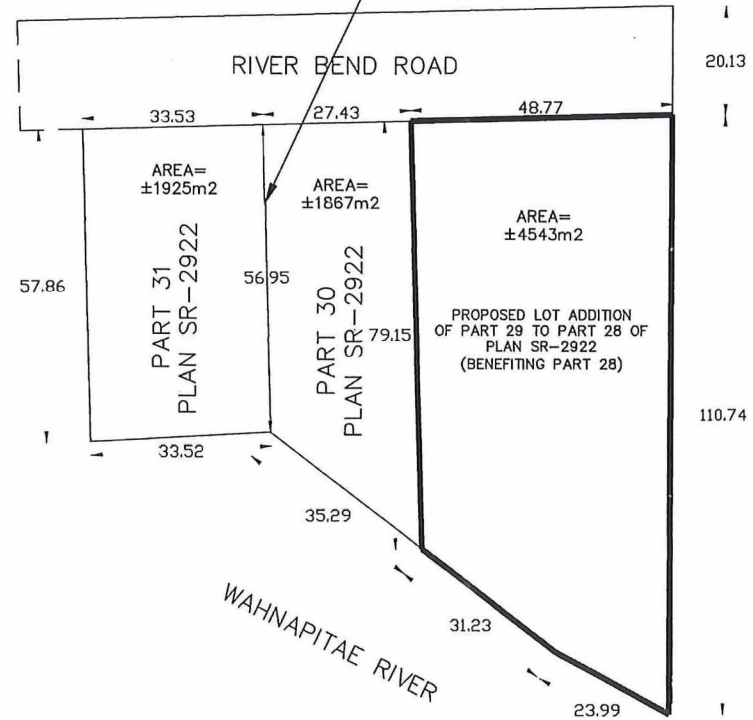 RIVER BEND ROAD
20.13
33.53
27.43
48.77
AREA=
±1925m2
AREA=
±1867m2
AREA=
±4543m2
57.86
PART 31
PLAN SR-2922
56.95
PART 30
PLAN SR-2922
79.15
PROPOSED LOT ADDITION
OF PART 29 TO PART 28 OF
PLAN SR-2922
(BENEFITING PART 28)
110.74
33.52
35.29
31.23
WAHNAPITAE RIVER
23.99